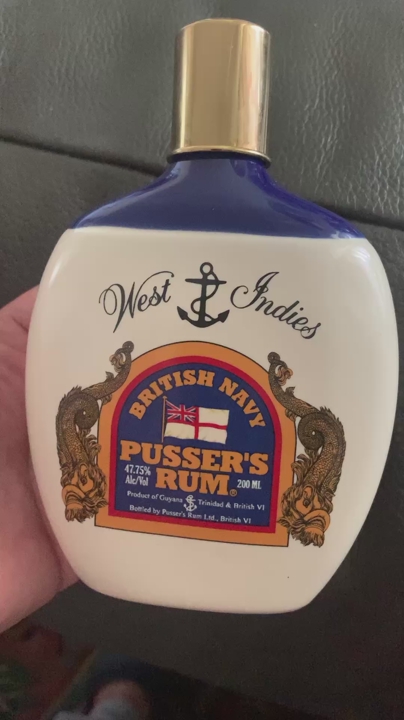 West Indies
BRITISH NAVY
PUSSER'S
RUM®
47.75%
Alc/Vol
200 ML
Product of Guyana Trinidad & British VI
Bottled by Pusser's Rum Ltd., British VI